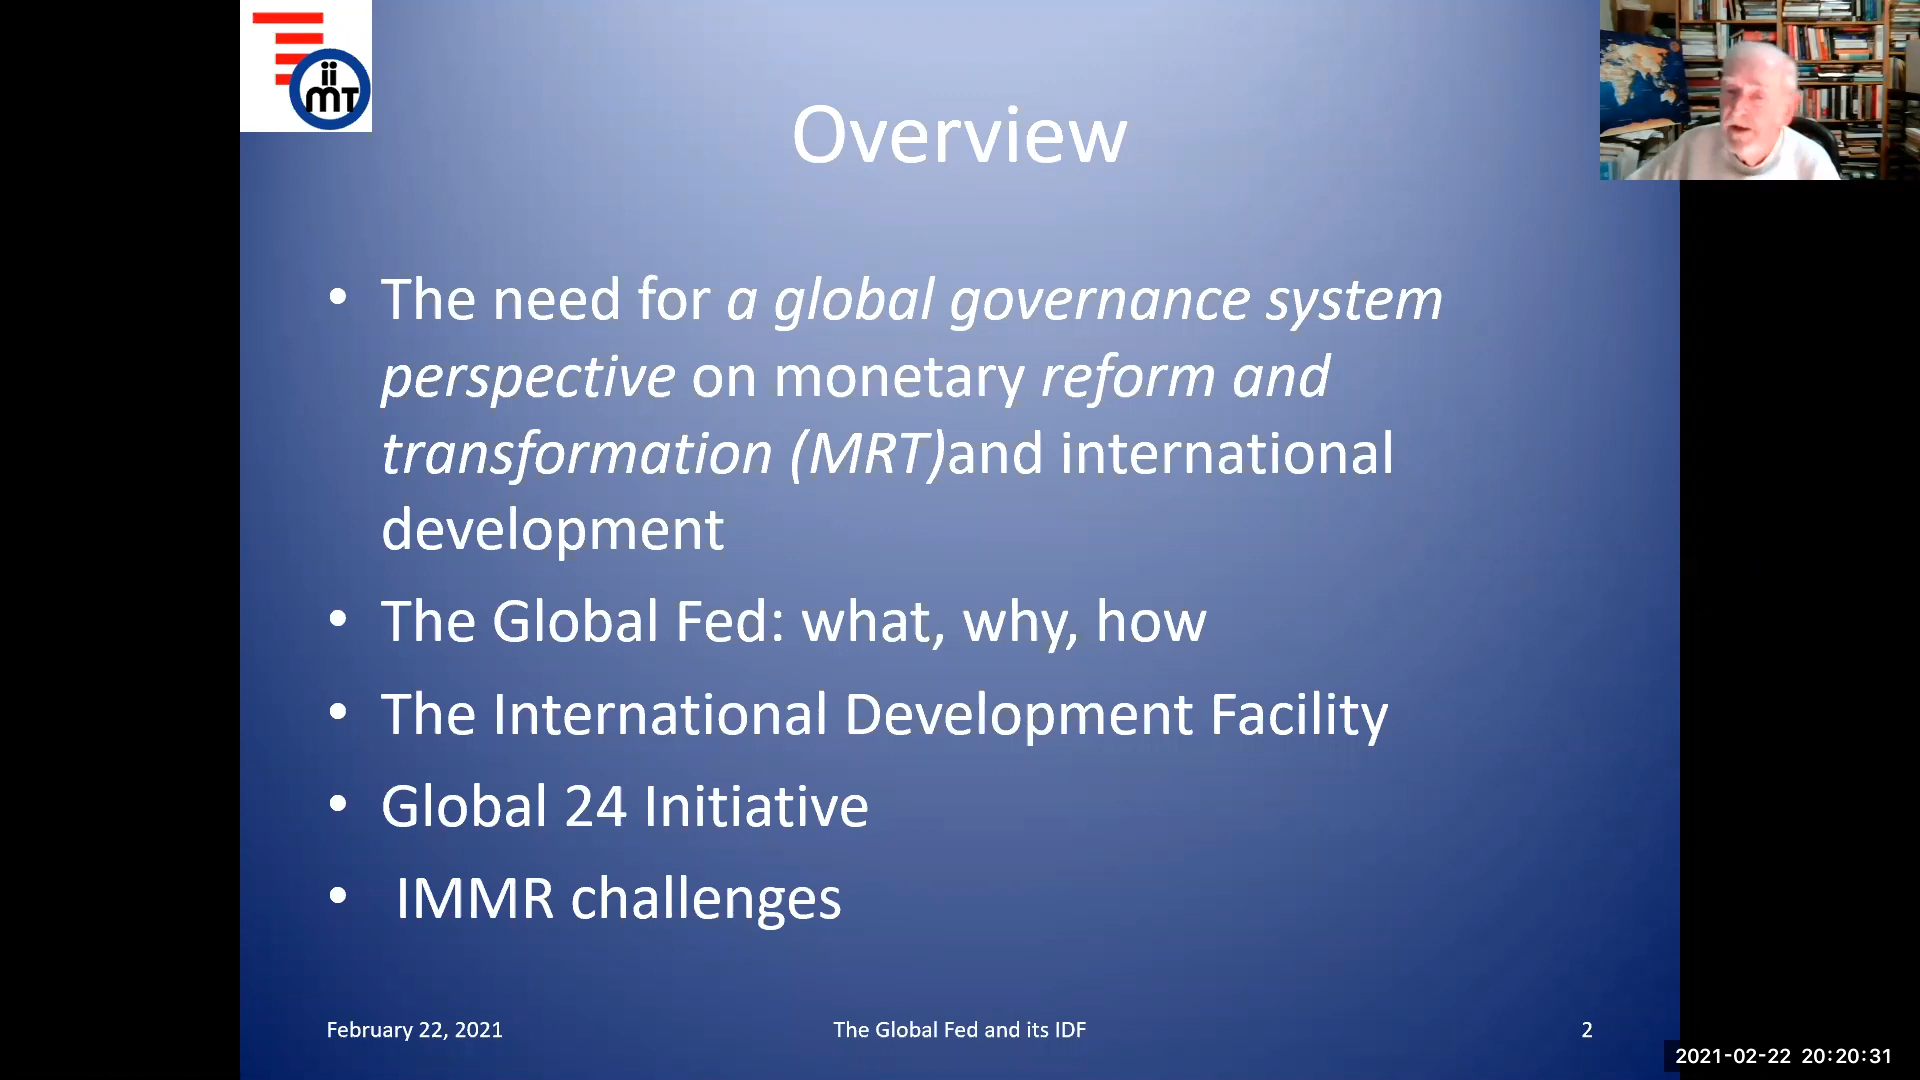 ii
mT
Overview
• The need for a global governance system
perspective on monetary reform and
transformation (MRT)and international
development
• The Global Fed: what, why, how
• The International Development Facility
• Global 24 Initiative
• IMMR challenges
February 22, 2021
The Global Fed and its IDF
2
2021-02-22 20:20:31